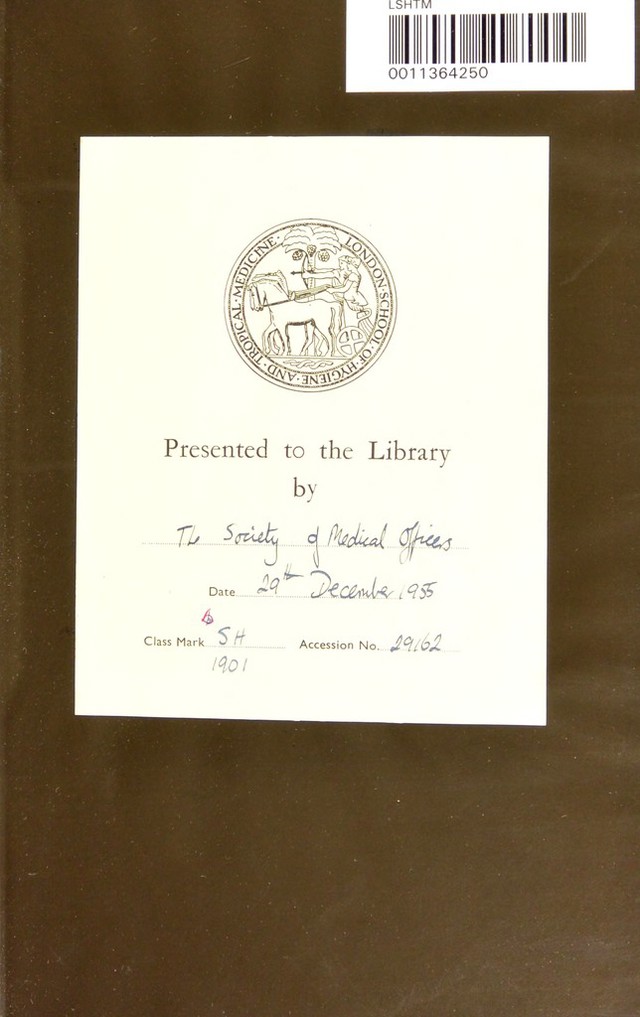 LSHTM
0011364250
LONDON·SCHOOL·OF·HYGIENE·AND·TROPICAL·MEDICINE·
Presented to the Library
by
The Society of Medical Officers
Date 29th December 1955
Class Mark SH Accession No. 29162
1901